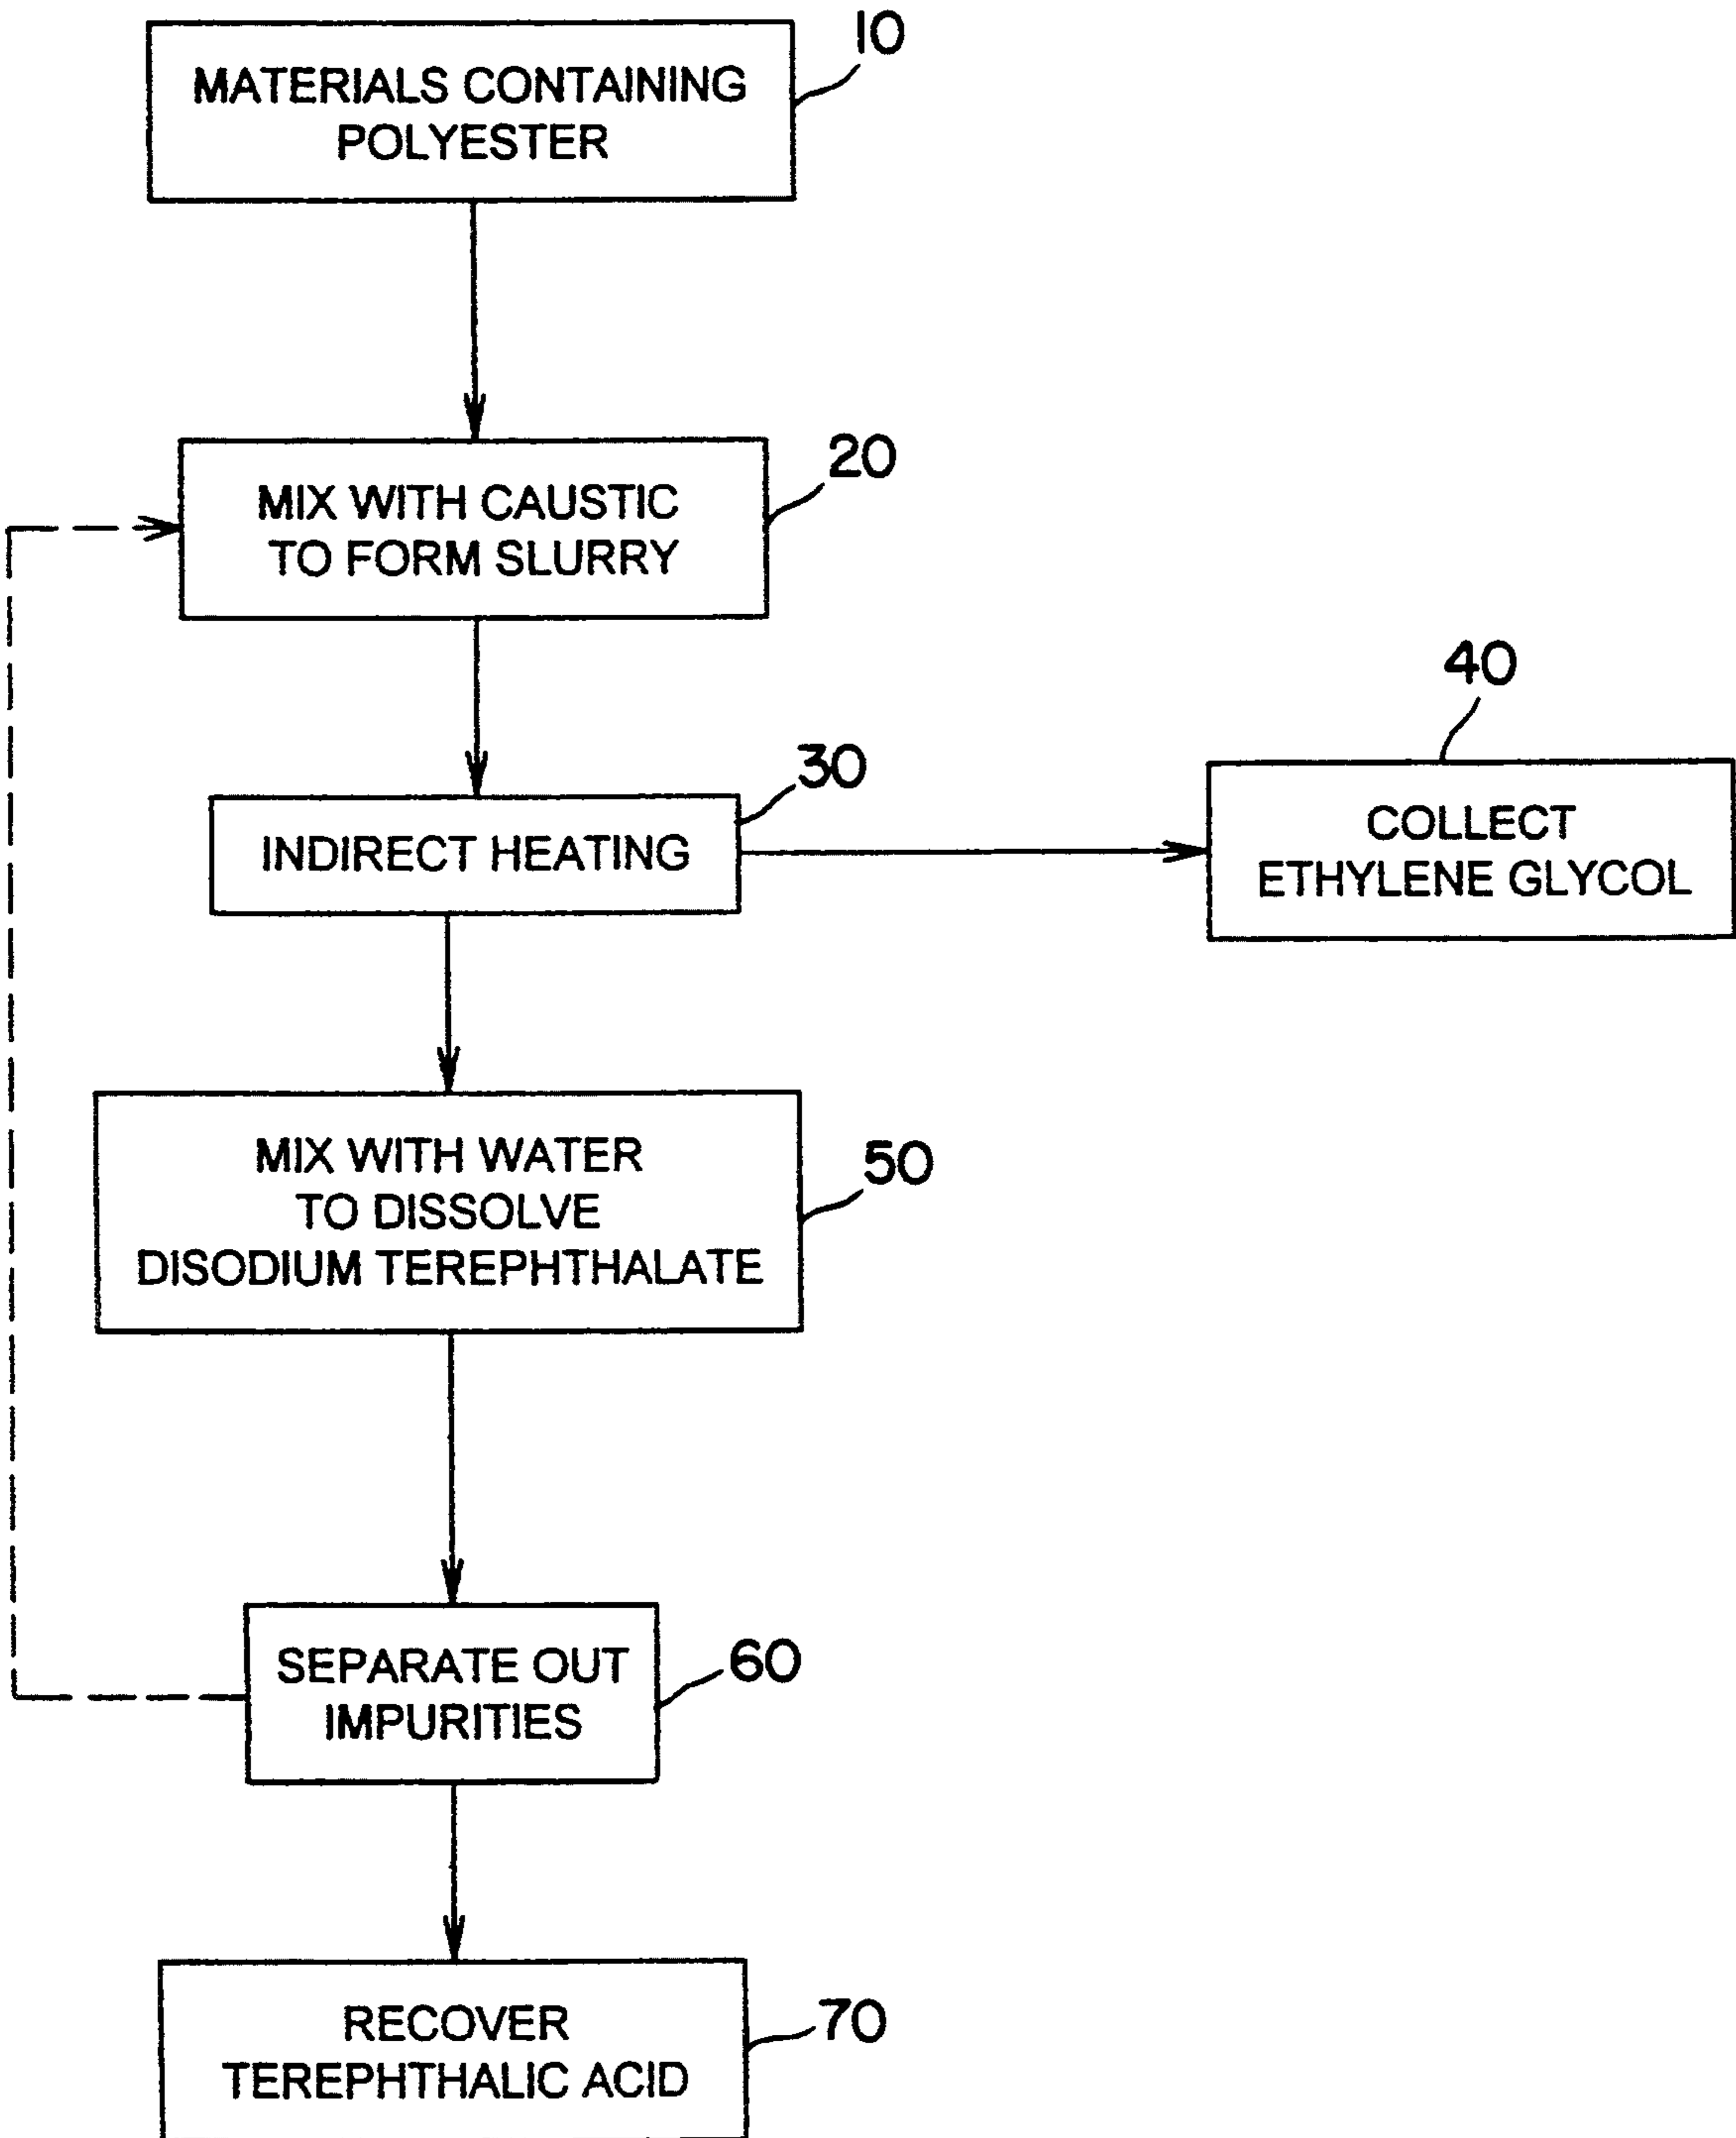 10
MATERIALS CONTAINING
POLYESTER
20
MIX WITH CAUSTIC
TO FORM SLURRY
30
INDIRECT HEATING
40
COLLECT
ETHYLENE GLYCOL
50
MIX WITH WATER
TO DISSOLVE
DISODIUM TEREPHTHALATE
60
SEPARATE OUT
IMPURITIES
70
RECOVER
TEREPHTHALIC ACID